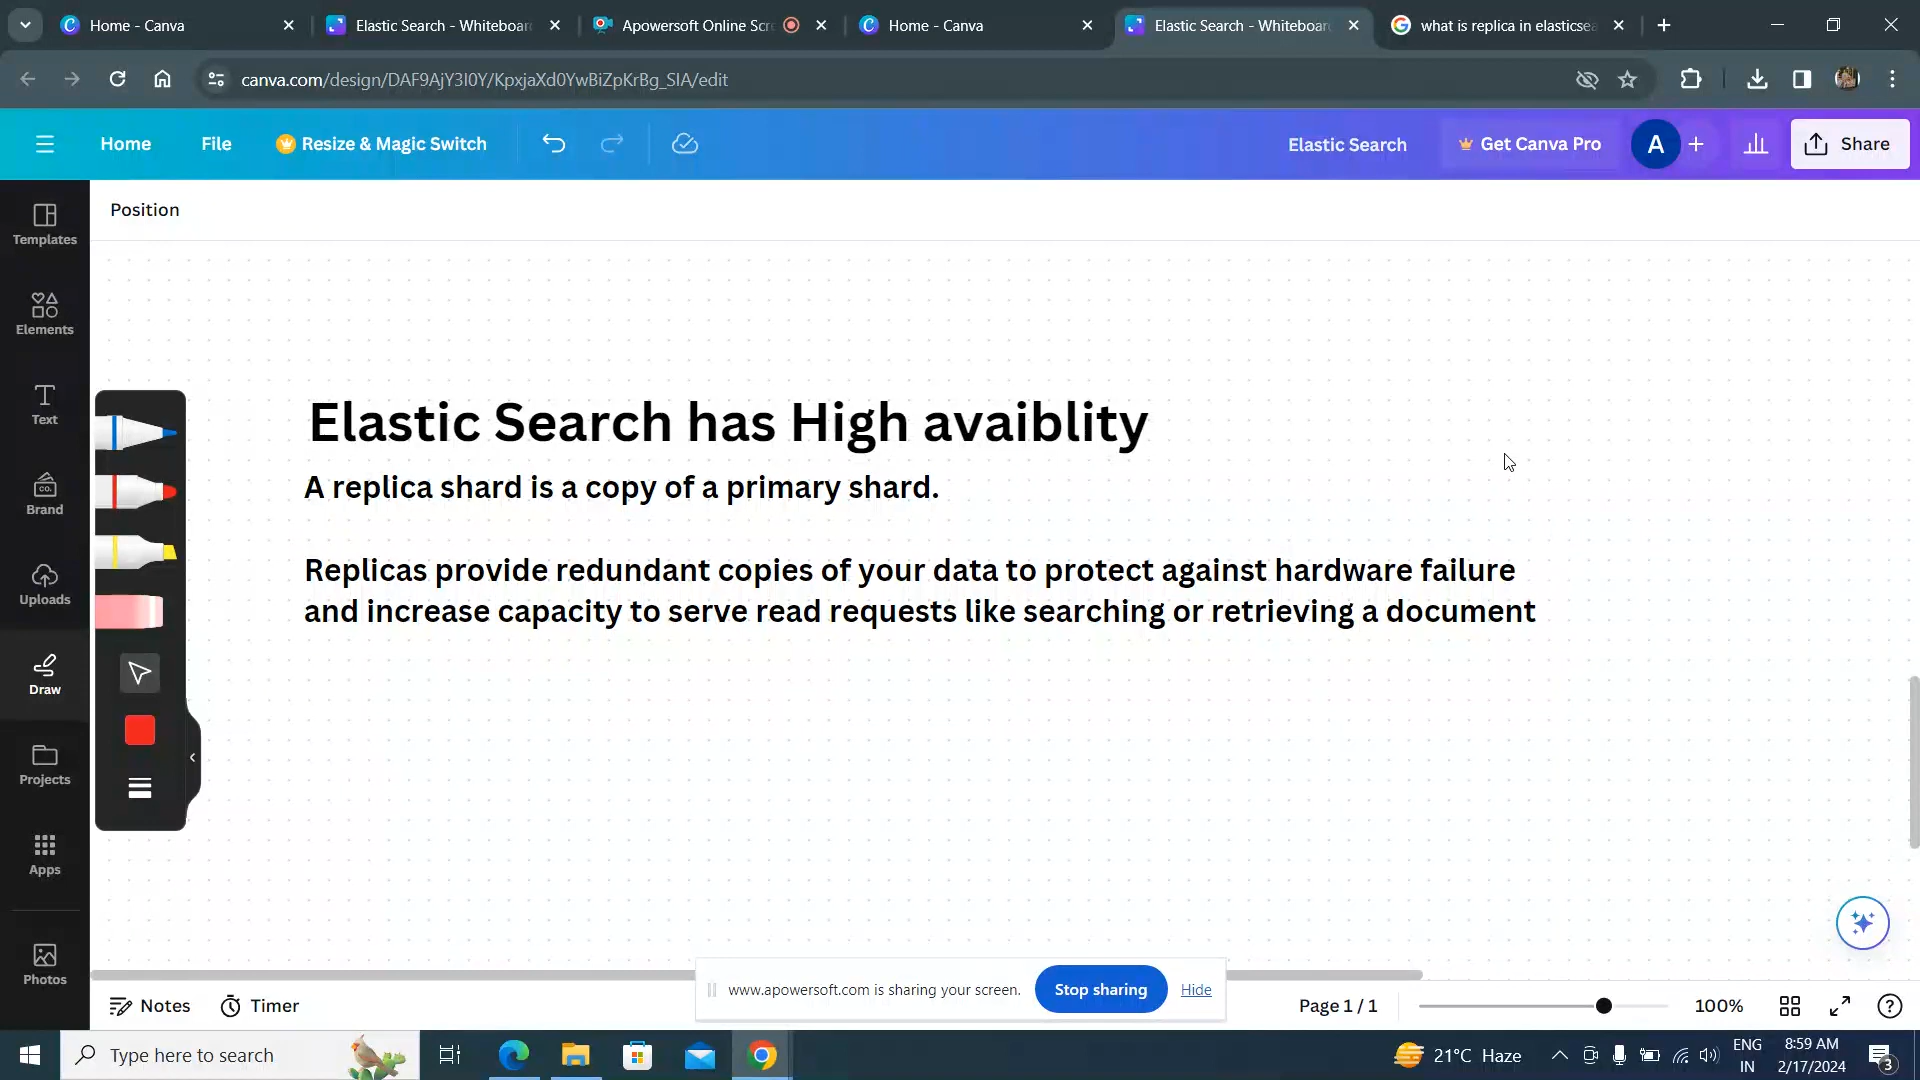 Home - Canva
Elastic Search - Whiteboar
Apowersoft Online Scr
Home - Canva
Elastic Search - Whiteboar
what is replica in elasticsea
canva.com/design/DAF9AjY3I0Y/KpxjaXd0YwBiZpKrBg_SIA/edit
Home
File
Resize & Magic Switch
Elastic Search
Get Canva Pro
A
Share
Position
Templates
Elements
Text
Brand
Uploads
Draw
Projects
Apps
Photos
Elastic Search has High avaiblity
A replica shard is a copy of a primary shard.
Replicas provide redundant copies of your data to protect against hardware failure
and increase capacity to serve read requests like searching or retrieving a document
www.apowersoft.com is sharing your screen.
Stop sharing
Hide
Notes
Timer
Page 1 / 1
100%
Type here to search
21°C Haze
ENG
IN
8:59 AM
2/17/2024
3